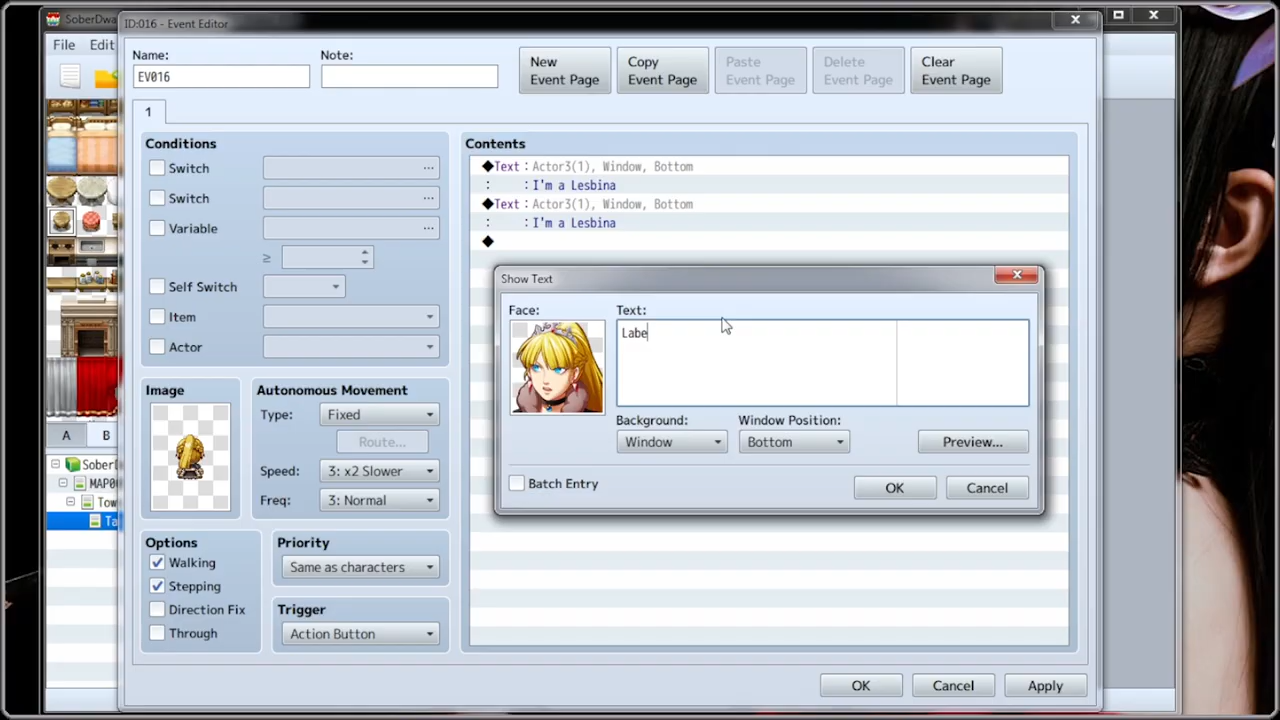 SoberDwa
ID:016 - Event Editor
File Edit
Name:
Note:
EV016
New
Event Page
Copy
Event Page
Paste
Event Page
Delete
Event Page
Clear
Event Page
1
Conditions
Switch
...
Switch
...
Variable
...
≥
Self Switch
Item
Actor
Contents
◆Text : Actor3(1), Window, Bottom
: : I'm a Lesbina
◆Text : Actor3(1), Window, Bottom
: : I'm a Lesbina
◆
Show Text
Face:
Text:
Labe
Background:
Window Position:
Window
Bottom
Preview...
Batch Entry
OK
Cancel
Image
Autonomous Movement
Type:
Fixed
Route...
Speed:
3: x2 Slower
Freq:
3: Normal
Options
Walking
Stepping
Direction Fix
Through
Priority
Same as characters
Trigger
Action Button
A B
SoberD
MAP00
Tow
Ta
OK
Cancel
Apply